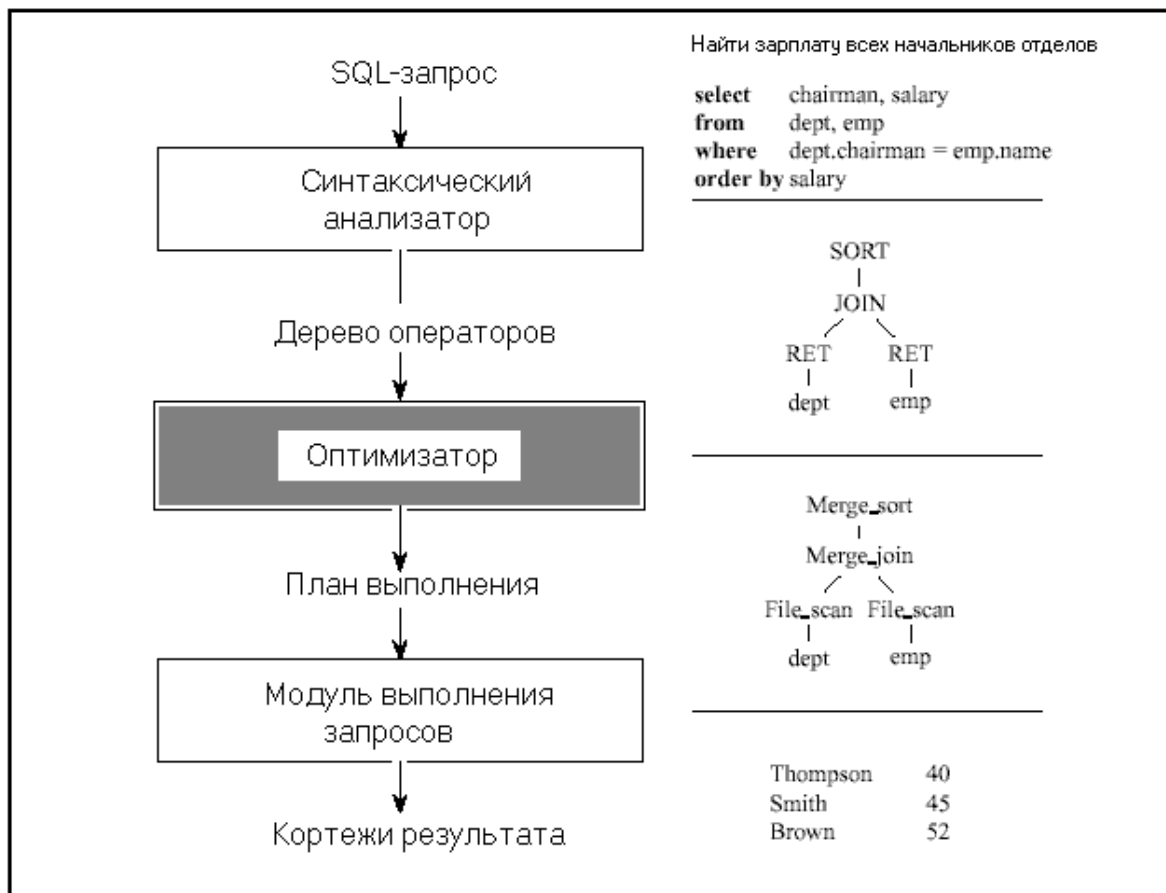 SQL-запрос
Синтаксический
анализатор
Дерево операторов
Оптимизатор
План выполнения
Модуль выполнения
запросов
Кортежи результата
Найти зарплату всех начальников отделов
select chairman, salary
from dept, emp
where dept.chairman = emp.name
order by salary
SORT
JOIN
RET RET
dept emp
Merge_sort
Merge_join
File_scan File_scan
dept emp
Thompson 40
Smith 45
Brown 52